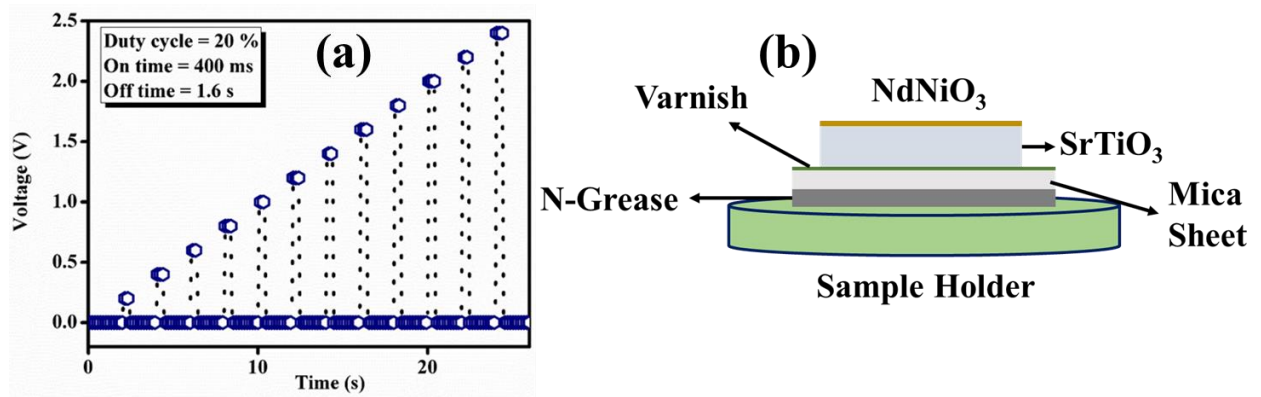 (a)
Duty cycle = 20 %
On time = 400 ms
Off time = 1.6 s
Voltage (V)
2.5
2.0
1.5
1.0
0.5
0.0
0
10
20
Time (s)
(b)
NdNiO₃
Varnish
SrTiO₃
N-Grease
Mica
Sheet
Sample Holder